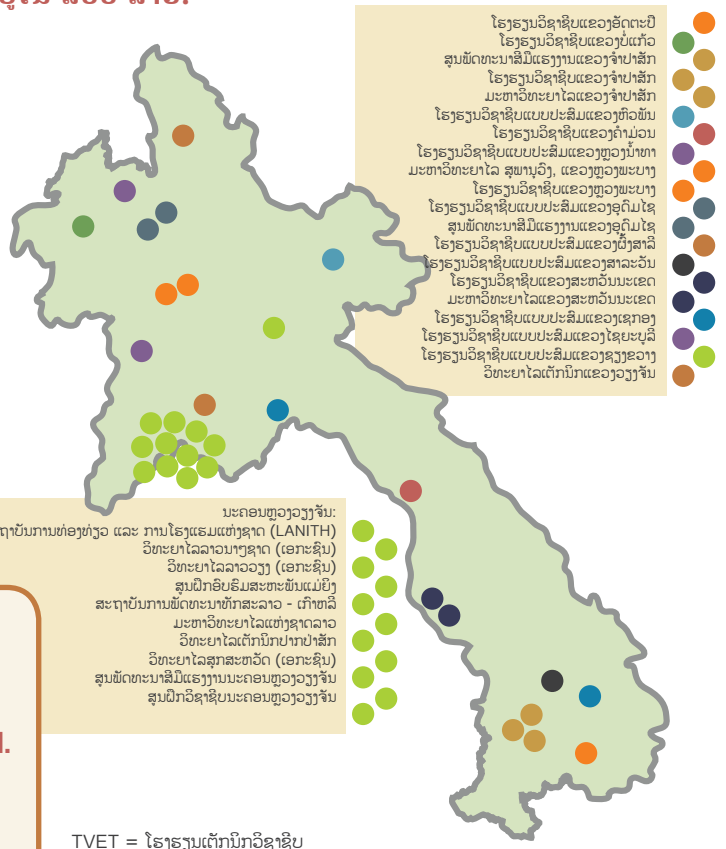 ໂຮງຮຽນວິຊາຊີບແຂວງອັດຕະປື
ໂຮງຮຽນວິຊາຊີບແຂວງບໍ່ແກ້ວ
ສູນພັດທະນາສີມືແຮງງານແຂວງຈຳປາສັກ
ໂຮງຮຽນວິຊາຊີບແຂວງຈຳປາສັກ
ມະຫາວິທະຍາໄລແຂວງຈຳປາສັກ
ໂຮງຮຽນວິຊາຊີບແບບປະສົມແຂວງຫົວພັນ
ໂຮງຮຽນວິຊາຊີບແຂວງຄຳມ່ວນ
ໂຮງຮຽນວິຊາຊີບແບບປະສົມແຂວງຫຼວງນ້ຳທາ
ມະຫາວິທະຍາໄລ ສຸພານຸວົງ, ແຂວງຫຼວງພະບາງ
ໂຮງຮຽນວິຊາຊີບແຂວງຫຼວງພະບາງ
ໂຮງຮຽນວິຊາຊີບແບບປະສົມແຂວງອຸດົມໄຊ
ສູນພັດທະນາສີມືແຮງງານແຂວງອຸດົມໄຊ
ໂຮງຮຽນວິຊາຊີບແບບປະສົມແຂວງຜົ້ງສາລີ
ໂຮງຮຽນວິຊາຊີບແບບປະສົມແຂວງສາລະວັນ
ໂຮງຮຽນວິຊາຊີບແຂວງສະຫວັນນະເຂດ
ມະຫາວິທະຍາໄລແຂວງສະຫວັນນະເຂດ
ໂຮງຮຽນວິຊາຊີບແບບປະສົມແຂວງເຊກອງ
ໂຮງຮຽນວິຊາຊີບແບບປະສົມແຂວງໄຊຍະບູລີ
ໂຮງຮຽນວິຊາຊີບແບບປະສົມແຂວງຊຽງຂວາງ
ວິທະຍາໄລເຕັກນິກແຂວງວຽງຈັນ
ນະຄອນຫຼວງວຽງຈັນ:
ຖາບັນການທ່ອງທ່ຽວ ແລະ ການໂຮງແຮມແຫ່ງຊາດ (LANITH)
ວິທະຍາໄລລາວນາໆຊາດ (ເອກະຊົນ)
ວິທະຍາໄລລາວວຽງ (ເອກະຊົນ)
ສູນຝຶກອົບຮົມສະຫະພັນແມ່ຍິງ
ສະຖາບັນການພັດທະນາທັກສະລາວ - ເກົາຫລີ
ມະຫາວິທະຍາໄລແຫ່ງຊາດລາວ
ວິທະຍາໄລເຕັກນິກປາກປ່າສັກ
ວິທະຍາໄລສຸດສະຫວັດ (ເອກະຊົນ)
ສູນພັດທະນາສີມືແຮງງານນະຄອນຫຼວງວຽງຈັນ
ສູນຝຶກວິຊາຊີບນະຄອນຫຼວງວຽງຈັນ
TVET = ໂຮງຮຽນເຕັກນິກວິຊາຊີບ